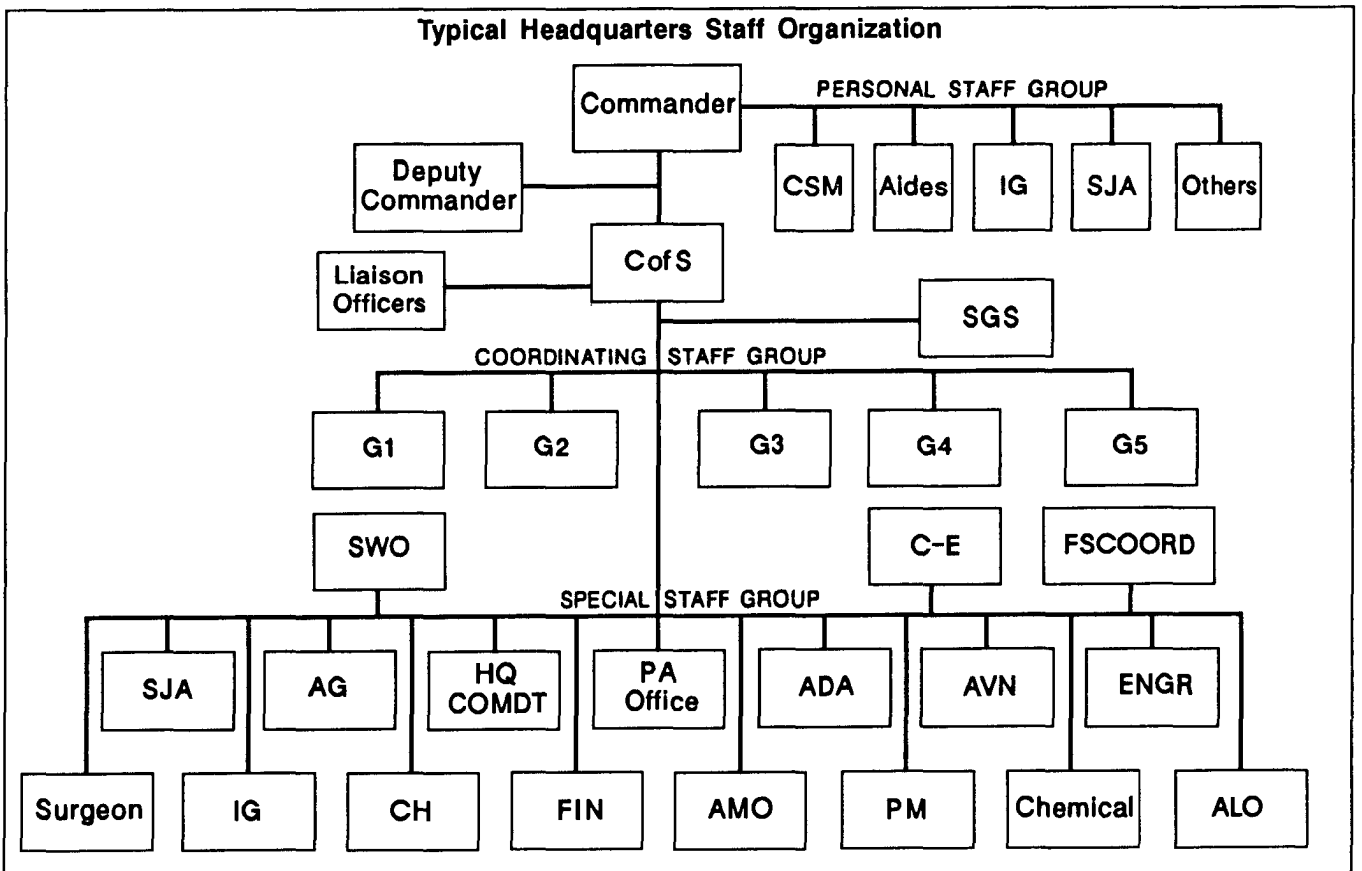 Typical Headquarters Staff Organization
Commander
PERSONAL STAFF GROUP
CSM
Aides
IG
SJA
Others
Deputy
Commander
CofS
Liaison
Officers
SGS
COORDINATING STAFF GROUP
G1
G2
G3
G4
G5
SWO
C-E
FSCOORD
SPECIAL STAFF GROUP
SJA
AG
HQ
COMDT
PA
Office
ADA
AVN
ENGR
Surgeon
IG
CH
FIN
AMO
PM
Chemical
ALO